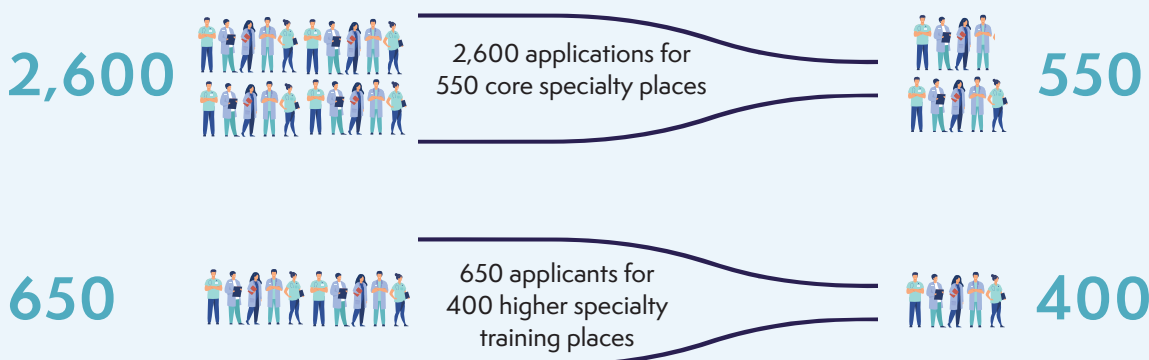 2,600
2,600 applications for
550 core specialty places
550
650
650 applicants for
400 higher specialty
training places
400